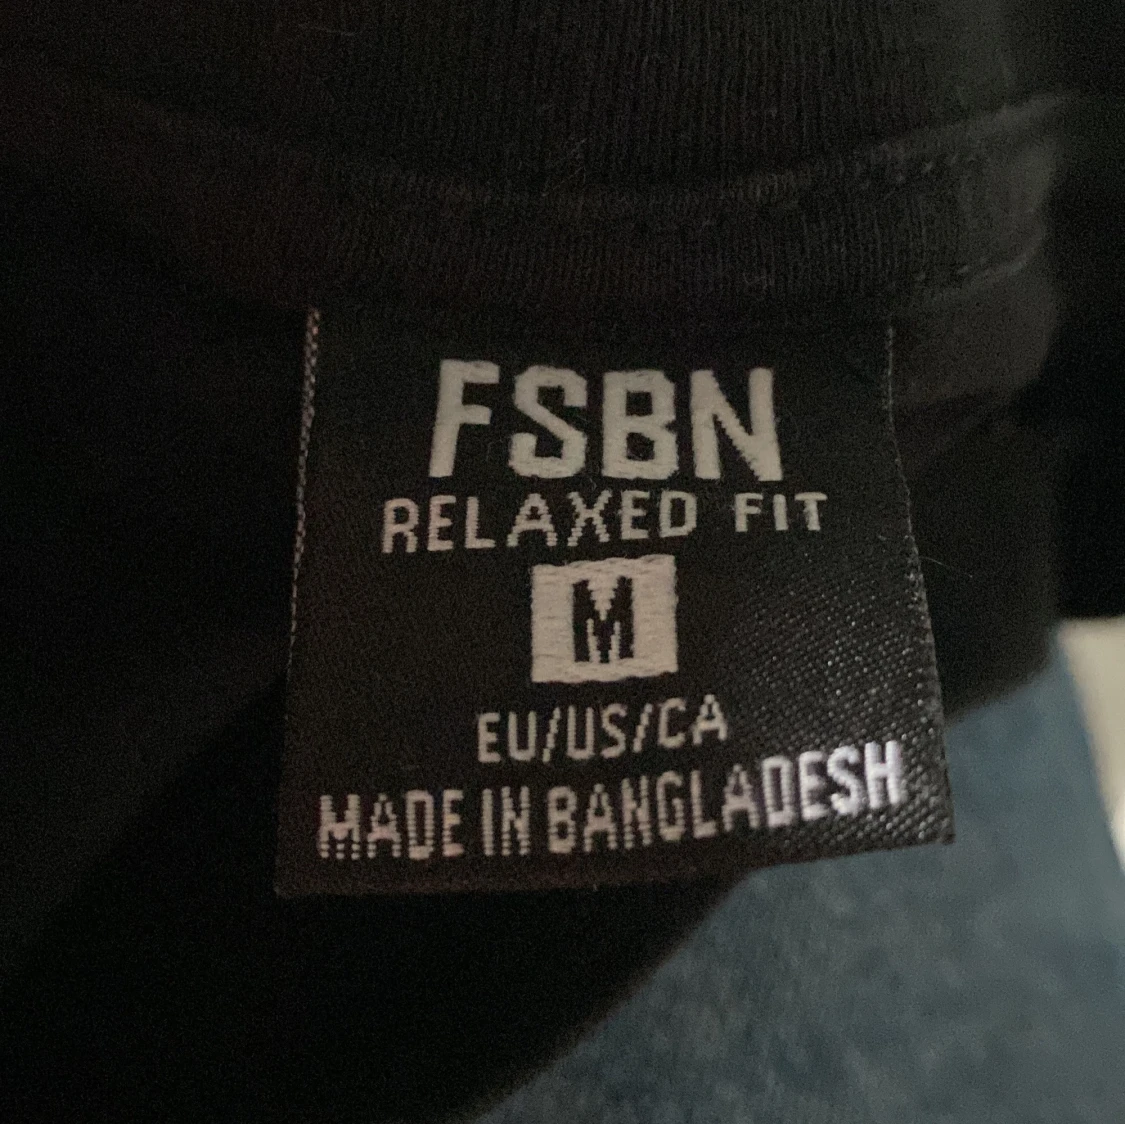 FSBN
RELAXED FIT
M
EU/US/CA
MADE IN BANGLADESH